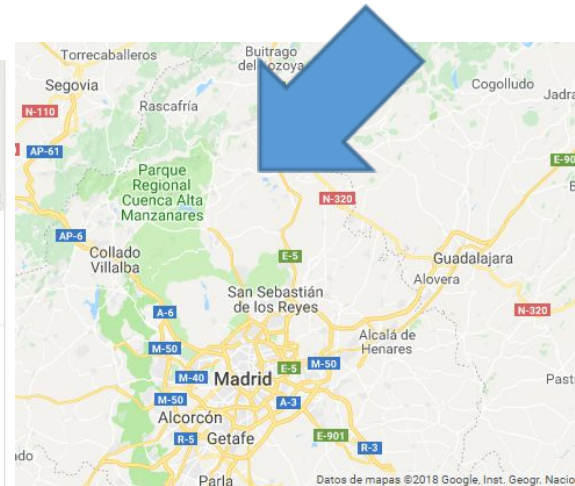 Torrecaballeros
Buitrago
del Lozoya
Segovia
Cogolludo
Jadra
Rascafría
N-110
AP-61
E-90
Parque
Regional
Cuenca Alta
Manzanares
N-320
AP-6
Collado
Villalba
E-5
Guadalajara
Alovera
San Sebastián
de los Reyes
A-6
N-320
Alcalá de
Henares
M-50
M-40
Madrid
E-5
M-50
Past
M-50
A-3
Alcorcón
R-5
Getafe
E-901
R-3
ado
Parla
Datos de mapas ©2018 Google, Inst. Geogr. Nacio